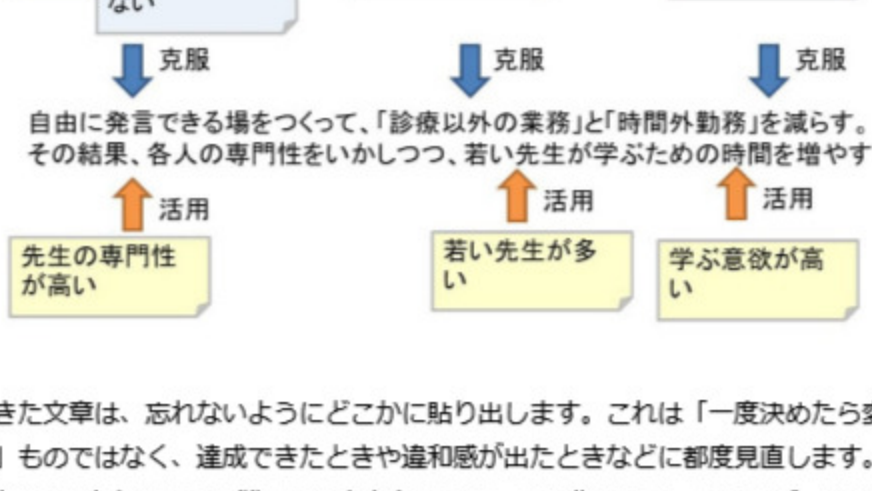 ない
克服
克服
克服
自由に発言できる場をつくって、「診療以外の業務」と「時間外勤務」を減らす。
その結果、各人の専門性をいかしつつ、若い先生が学ぶための時間を増やす
活用
活用
活用
先生の専門性
が高い
若い先生が多
い
学ぶ意欲が高
い
きた文章は、忘れないようにどこかに貼り出します。これは「一度決めたら変
」ものではなく、達成できたときや違和感が出たときなどに都度見直します。